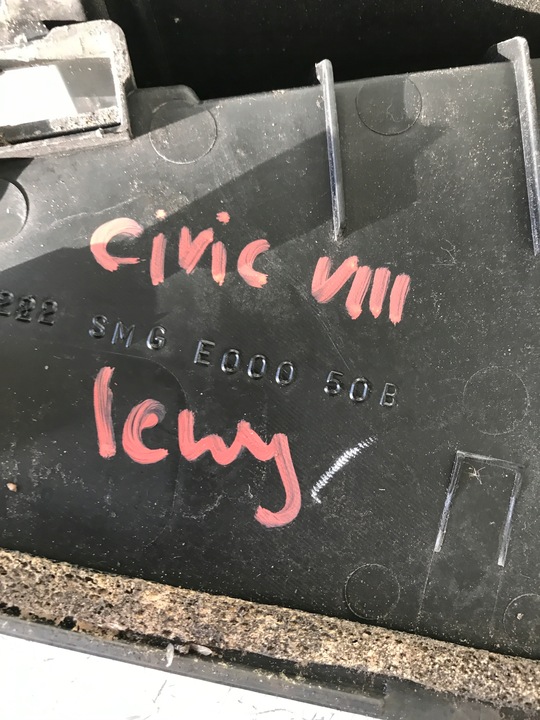 civic VIII
222 SMG E000 50B
lewy